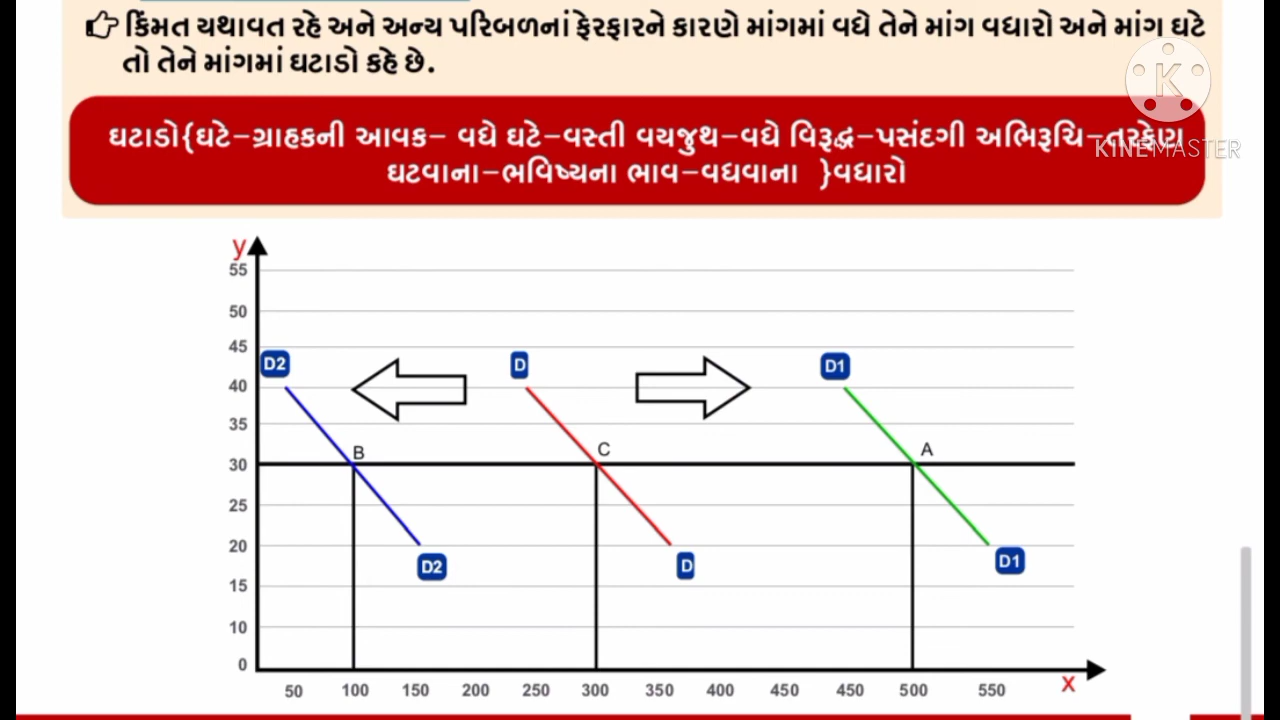 કિંમત યથાવત રહે અને અન્ય પરિબળનાં ફેરફારને કારણે માંગમાં વધે તેને માંગ વધારો અને માંગ ઘટે
તો તેને માંગમાં ઘટાડો કહે છે.
K
KINEMASTER
ઘટાડો{ઘટે-ગ્રાહકની આવક- વધે ઘટે-વસ્તી વયજુથ-વધે વિરૂદ્ધ-પસંદગી અભિરૂચિ-તરફેણ
ઘટવાના-ભવિષ્યના ભાવ-વધવાના }વધારો
y
55
50
45
D2 D D1
40
35
B C A
30
25
20
D2 D D1
15
10
0
50 100 150 200 250 300 350 400 450 450 500 550 X